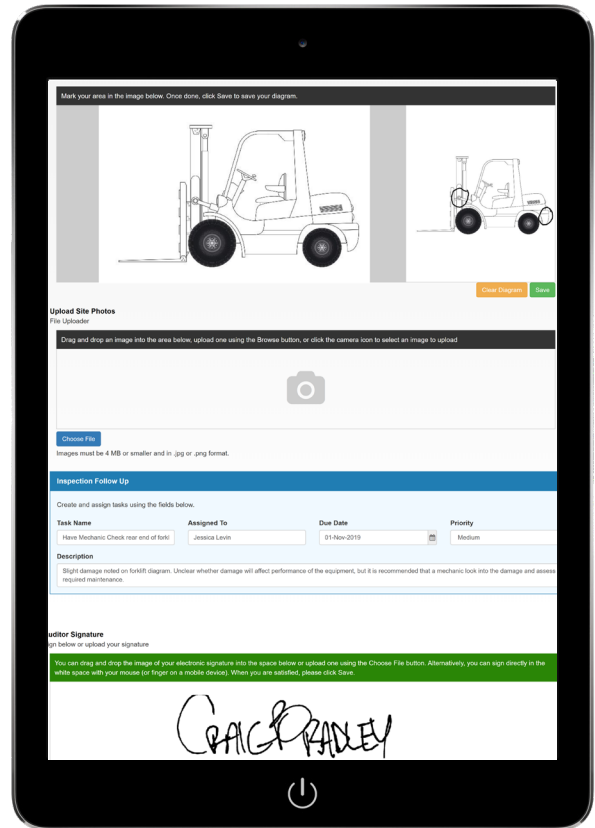 Mark your area in the image below. Once done, click Save to save your diagram.
Clear Diagram Save
Upload Site Photos
File Uploader
Drag and drop an image into the area below, upload one using the Browse button, or click the camera icon to select an image to upload
Choose File
Images must be 4 MB or smaller and in .jpg or .png format.
Inspection Follow Up
Create and assign tasks using the fields below.
Task Name Assigned To Due Date Priority
Have Mechanic Check rear end of forkl Jessica Levin 01-Nov-2019 Medium
Description
Slight damage noted on forklift diagram. Unclear whether damage will affect performance of the equipment, but it is recommended that a mechanic look into the damage and assess
required maintenance.
uditor Signature
gn below or upload your signature
You can drag and drop the image of your electronic signature into the space below or upload one using the Choose File button. Alternatively, you can sign directly in the
white space with your mouse (or finger on a mobile device). When you are satisfied, please click Save.
CRAIG BRADLEY